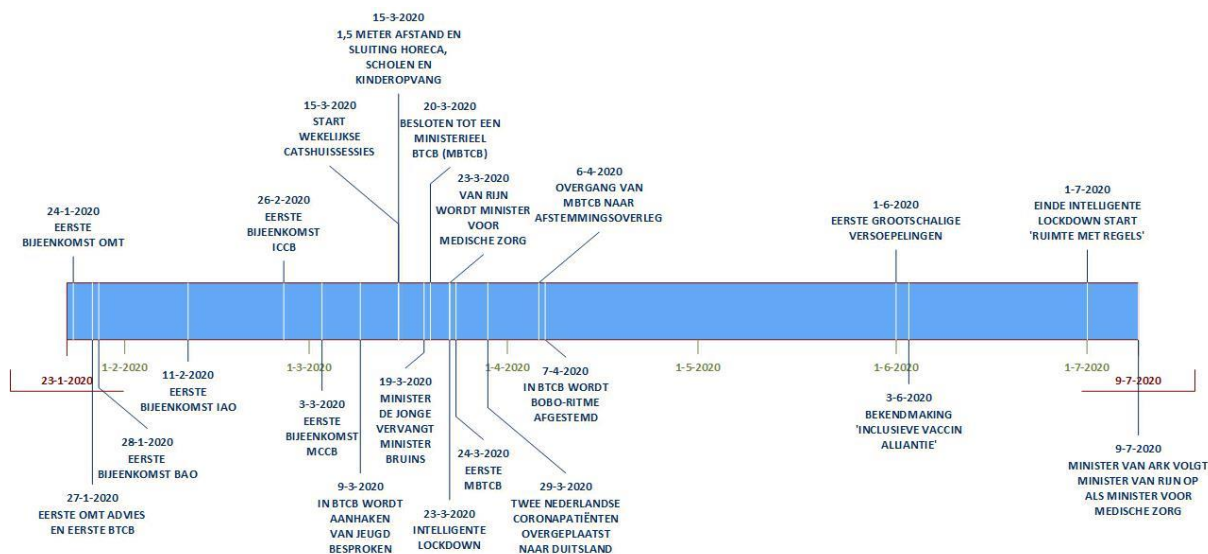 15-3-2020
1,5 METER AFSTAND EN
SLUITING HORECA,
SCHOLEN EN
KINDEROPVANG
15-3-2020
START
WEKELIJKSE
CATSHUISSESSIES
20-3-2020
BESLOTEN TOT EEN
MINISTERIEEL
BTCB (MBTCB)
23-3-2020
VAN RIJN
WORDT MINISTER
VOOR
MEDISCHE ZORG
6-4-2020
OVERGANG VAN
MBTCB NAAR
AFSTEMMINGSOVERLEG
26-2-2020
EERSTE
BIJEENKOMST
ICCB
24-1-2020
EERSTE
BIJEENKOMST OMT
1-6-2020
EERSTE GROOTSCHALIGE
VERSOEPELINGEN
1-7-2020
EINDE INTELLIGENTE
LOCKDOWN START
'RUIMTE MET REGELS'
23-1-2020
1-2-2020
1-3-2020
1-4-2020
1-5-2020
1-6-2020
1-7-2020
9-7-2020
11-2-2020
EERSTE
BIJEENKOMST IAO
28-1-2020
EERSTE
BIJEENKOMST BAO
27-1-2020
EERSTE OMT ADVIES
EN EERSTE BTCB
3-3-2020
EERSTE
BIJEENKOMST
MCCB
9-3-2020
IN BTCB WORDT
AANHAKEN
VAN JEUGD
BESPROKEN
19-3-2020
MINISTER
DE JONGE
VERVANGT
MINISTER
BRUINS
23-3-2020
INTELLIGENTE
LOCKDOWN
24-3-2020
EERSTE
MBTCB
29-3-2020
TWEE NEDERLANDSE
CORONAPATIËNTEN
OVERGEPLAATST
NAAR DUITSLAND
7-4-2020
IN BTCB WORDT
BOBO-RITME
AFGESTEMD
3-6-2020
BEKENDMAKING
'INCLUSIEVE VACCIN
ALLIANTIE'
9-7-2020
MINISTER VAN ARK VOLGT
MINISTER VAN RIJN OP
ALS MINISTER VOOR
MEDISCHE ZORG